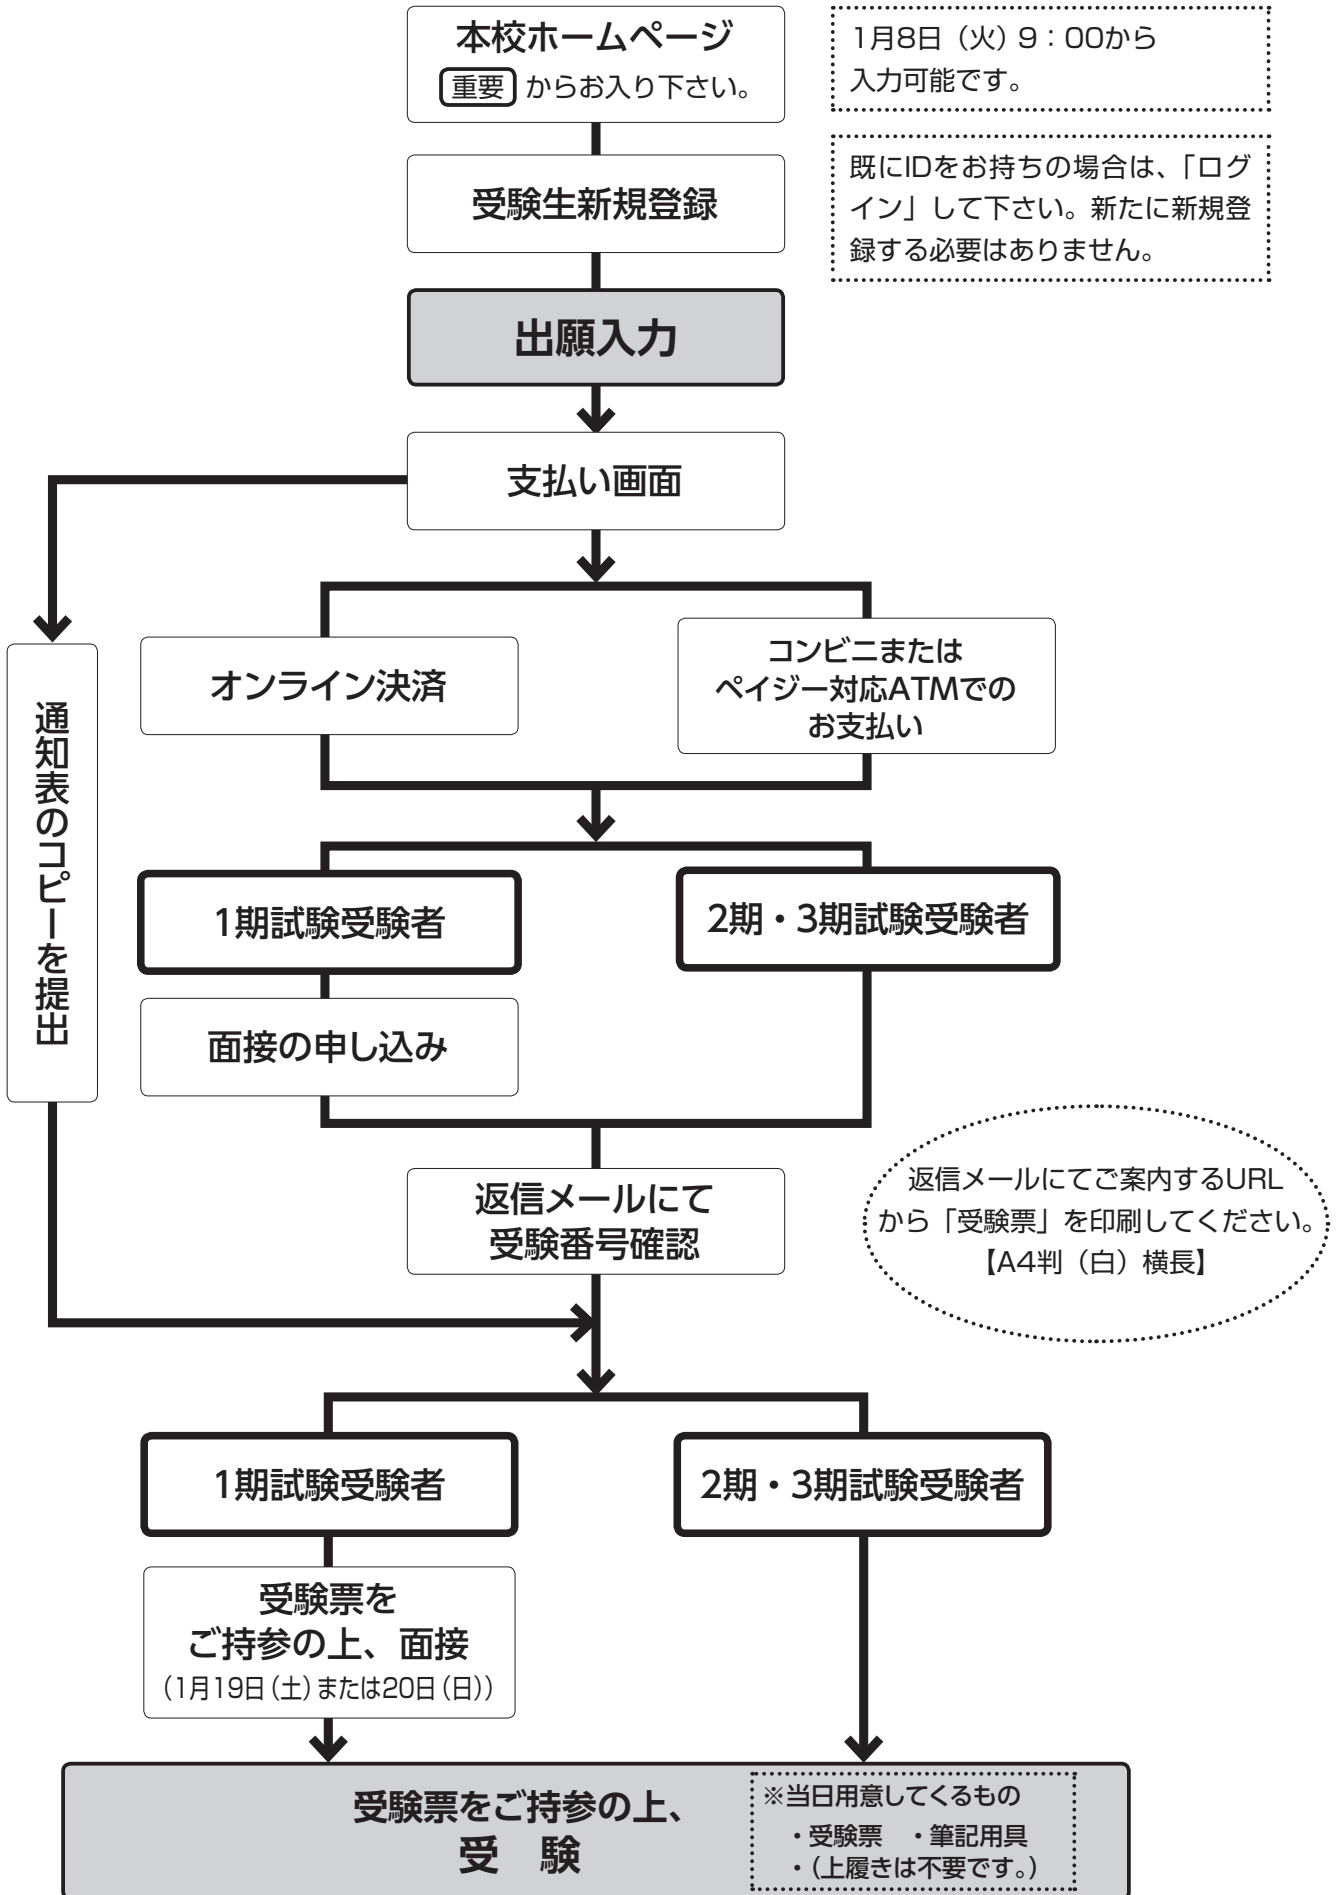 本校ホームページ
重要 からお入り下さい。
1月8日（火）9：00から
入力可能です。
受験生新規登録
既にIDをお持ちの場合は、「ログ
イン」して下さい。新たに新規登
録する必要はありません。
出願入力
支払い画面
通知表のコピーを提出
オンライン決済
コンビニまたは
ペイジー対応ATMでの
お支払い
1期試験受験者
2期・3期試験受験者
面接の申し込み
返信メールにて
受験番号確認
返信メールにてご案内するURL
から「受験票」を印刷してください。
【A4判（白）横長】
1期試験受験者
2期・3期試験受験者
受験票を
ご持参の上、面接
（1月19日（土）または20日（日））
受験票をご持参の上、
受　験
※当日用意してくるもの
・受験票　・筆記用具
・（上履きは不要です。）